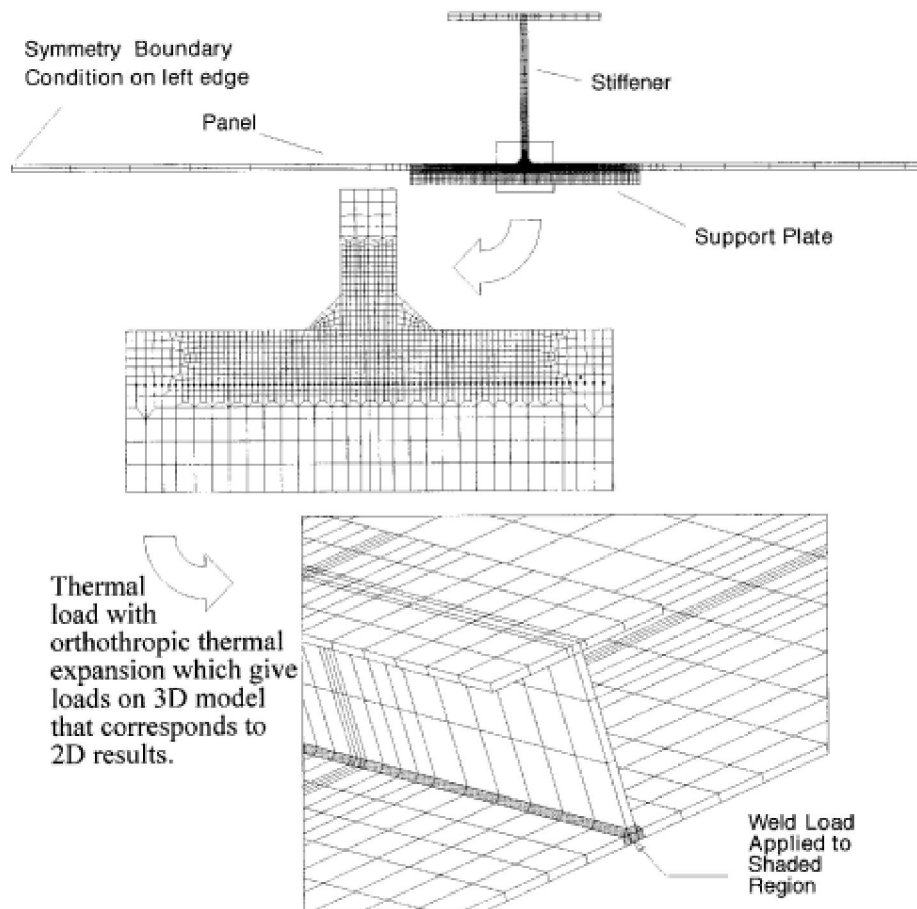 Symmetry Boundary
Condition on left edge
Stiffener
Panel
Support Plate
Thermal
load with
orthothropic thermal
expansion which give
loads on 3D model
that corresponds to
2D results.
Weld Load
Applied to
Shaded
Region